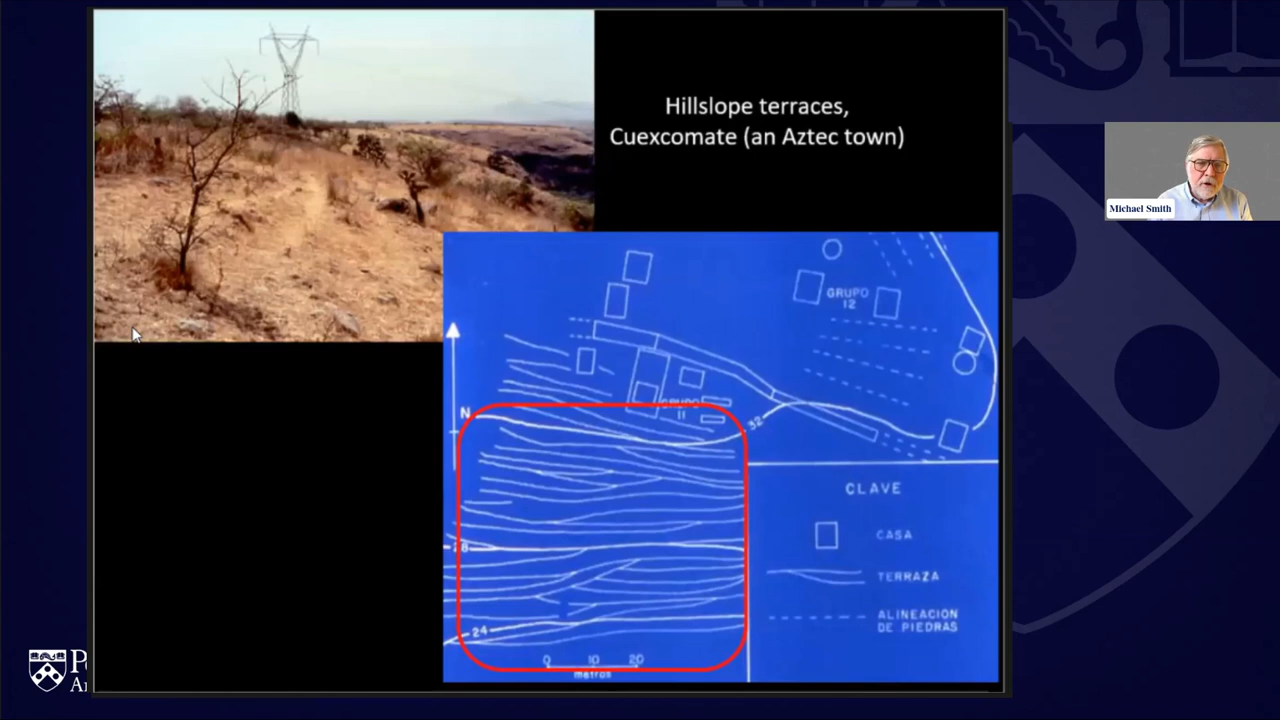 Hillslope terraces,
Cuexcomate (an Aztec town)
Michael Smith
GRUPO
12
GRUPO
11
N
32
CLAVE
28
CASA
TERRAZA
24
ALINEACION
DE PIEDRAS
0 10 20
metros